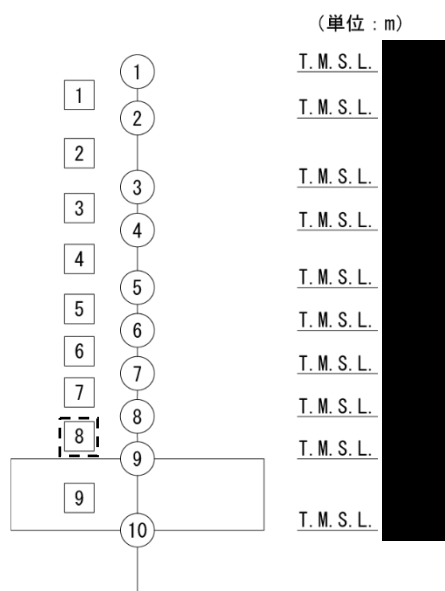 (単位：m)
① T.M.S.L.
1
② T.M.S.L.
2
③ T.M.S.L.
3
④ T.M.S.L.
4
⑤ T.M.S.L.
5
⑥ T.M.S.L.
6
⑦ T.M.S.L.
7
⑧ T.M.S.L.
8
⑨ T.M.S.L.
9
⑩ T.M.S.L.